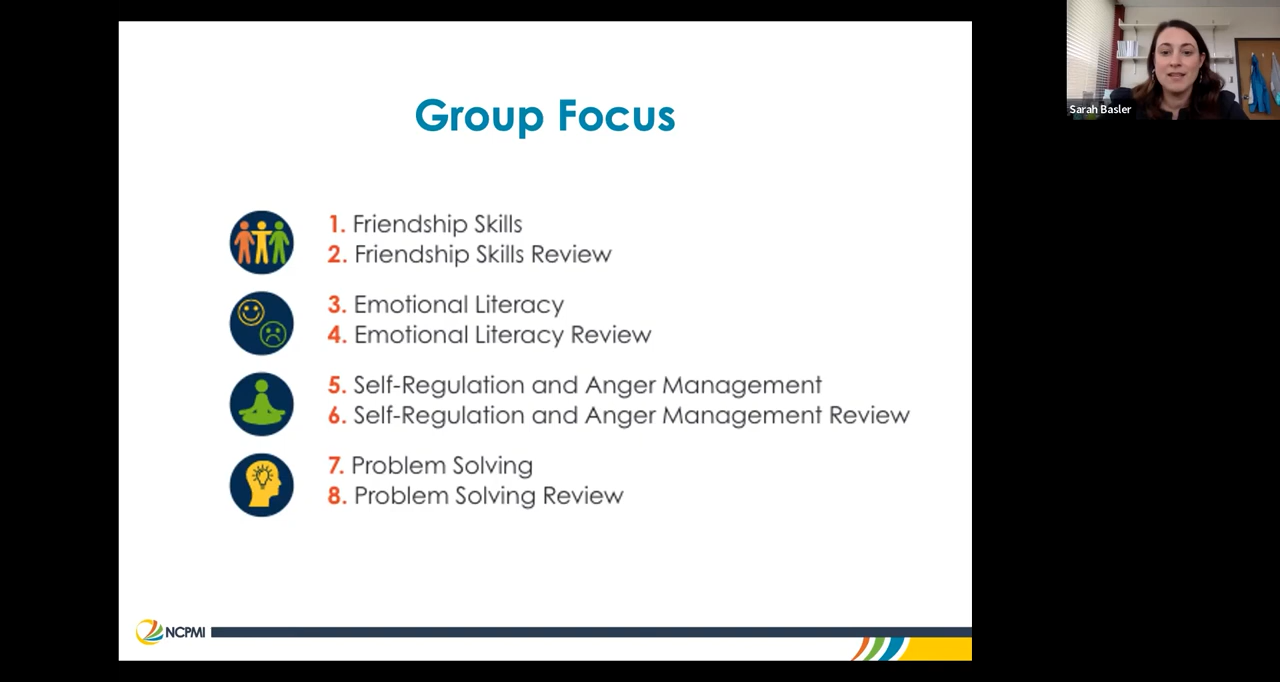 Group Focus
1. Friendship Skills
2. Friendship Skills Review
3. Emotional Literacy
4. Emotional Literacy Review
5. Self-Regulation and Anger Management
6. Self-Regulation and Anger Management Review
7. Problem Solving
8. Problem Solving Review
NCPMI
Sarah Basler